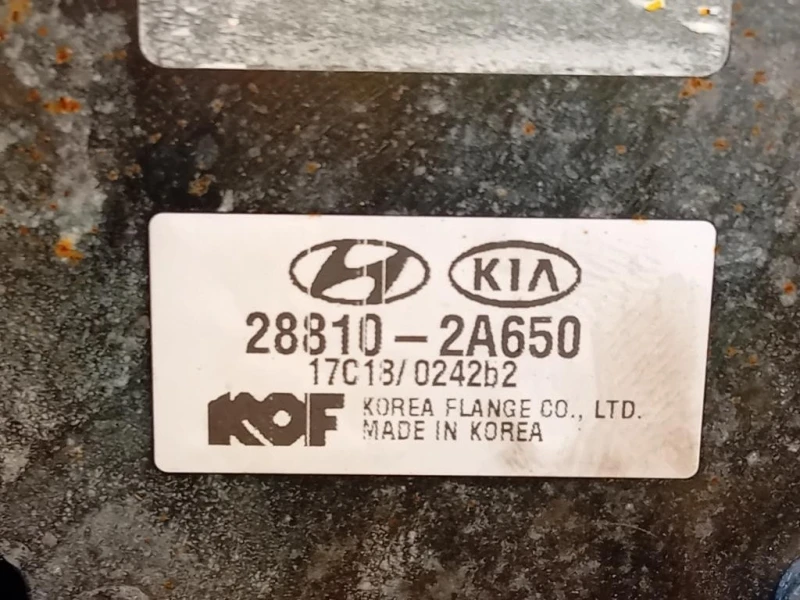 KIA
28810-2A650
17C18/0242b2
KOF KOREA FLANGE CO., LTD.
MADE IN KOREA